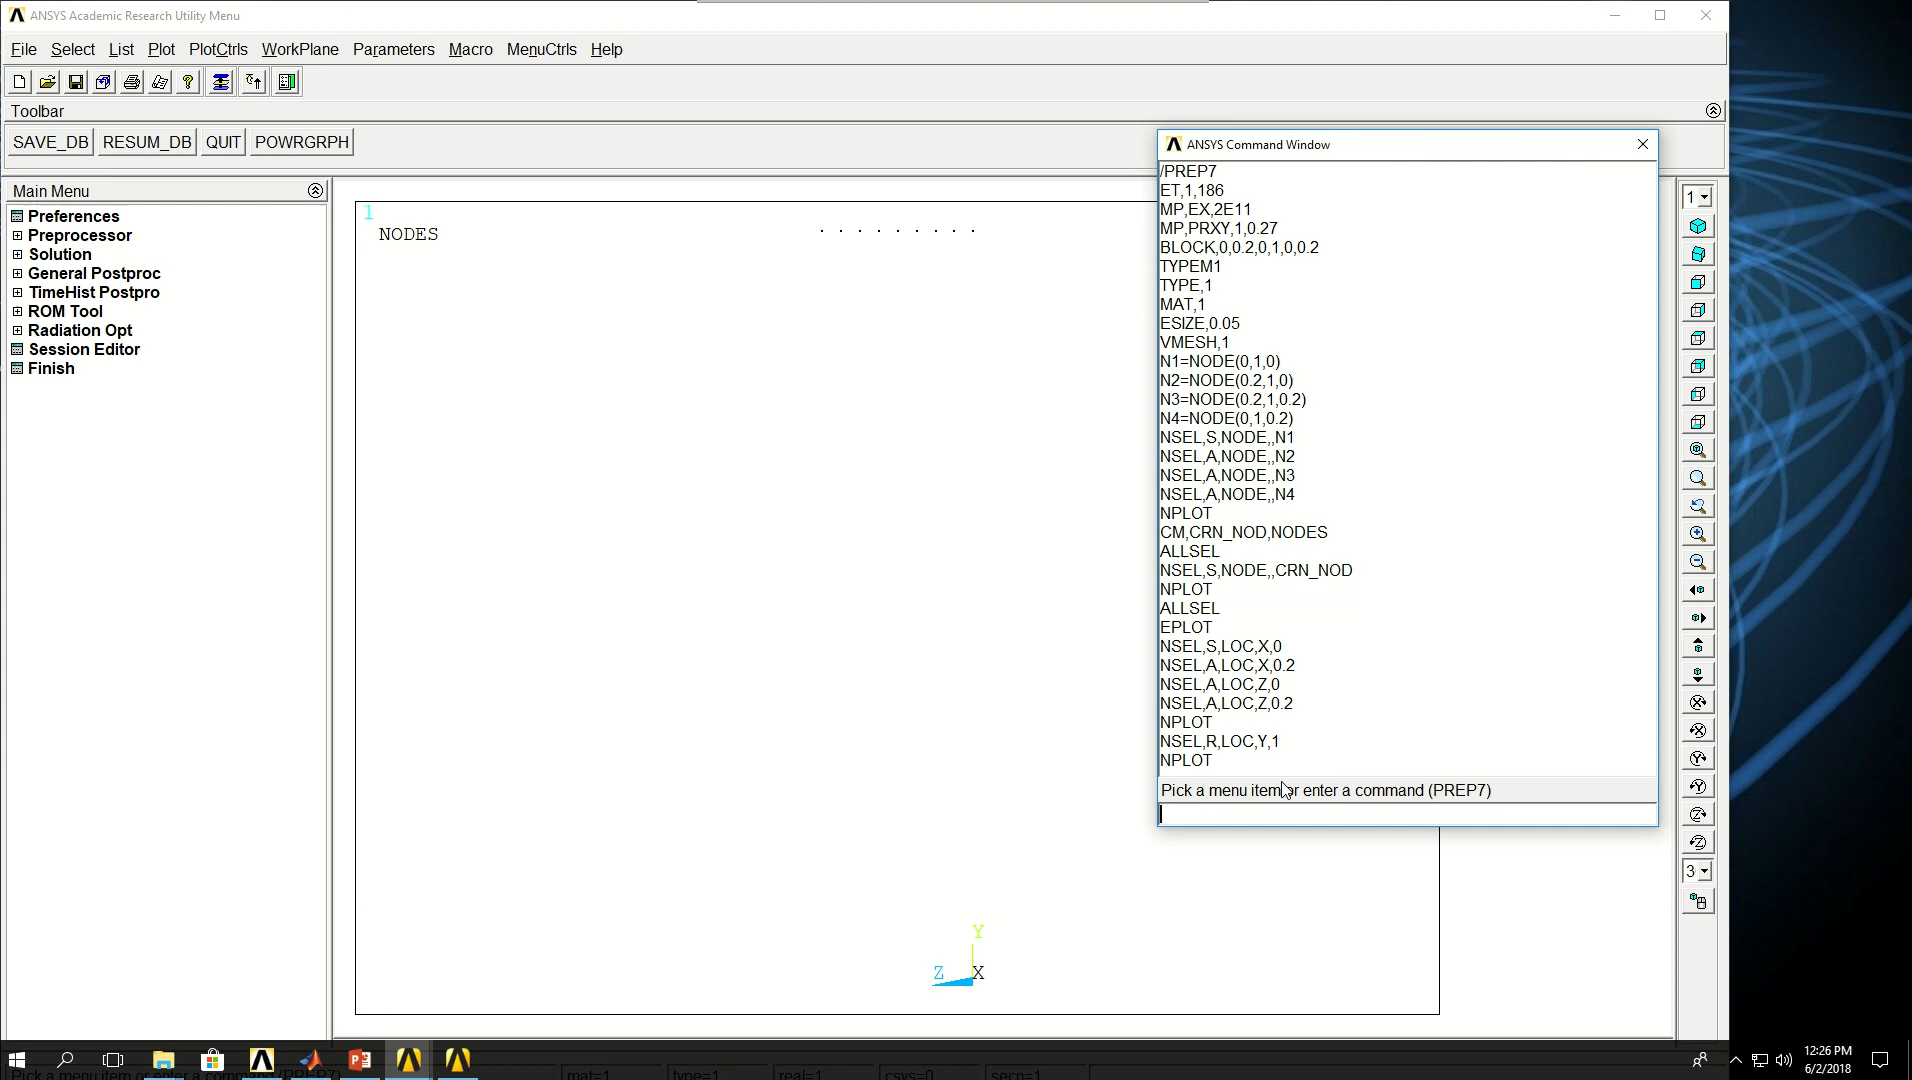 ANSYS Academic Research Utility Menu
File Select List Plot PlotCtrls WorkPlane Parameters Macro MenuCtrls Help
Toolbar
SAVE_DB RESUM_DB QUIT POWRGRPH
Main Menu
Preferences
Preprocessor
Solution
General Postproc
TimeHist Postpro
ROM Tool
Radiation Opt
Session Editor
Finish
1
NODES
Y
Z X
ANSYS Command Window
/PREP7
ET,1,186
MP,EX,2E11
MP,PRXY,1,0.27
BLOCK,0,0.2,0,1,0,0.2
TYPEM1
TYPE,1
MAT,1
ESIZE,0.05
VMESH,1
N1=NODE(0,1,0)
N2=NODE(0.2,1,0)
N3=NODE(0.2,1,0.2)
N4=NODE(0,1,0.2)
NSEL,S,NODE,,N1
NSEL,A,NODE,,N2
NSEL,A,NODE,,N3
NSEL,A,NODE,,N4
NPLOT
CM,CRN_NOD,NODES
ALLSEL
NSEL,S,NODE,,CRN_NOD
NPLOT
ALLSEL
EPLOT
NSEL,S,LOC,X,0
NSEL,A,LOC,X,0.2
NSEL,A,LOC,Z,0
NSEL,A,LOC,Z,0.2
NPLOT
NSEL,R,LOC,Y,1
NPLOT
Pick a menu item or enter a command (PREP7)
1
3
12:26 PM
6/2/2018
Pick a menu item or enter a command (PREP7) mat=1 type=1 real=1 csys=0 secn=1